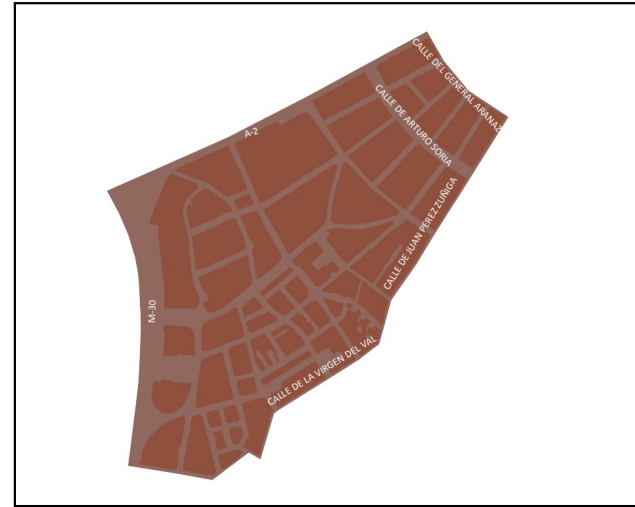 CALLE DEL GENERAL ARANAZ
CALLE DE ARTURO SORIA
A-2
CALLE DE JUAN PEREZ ZUÑIGA
M-30
CALLE DE LA VIRGEN DEL VAL